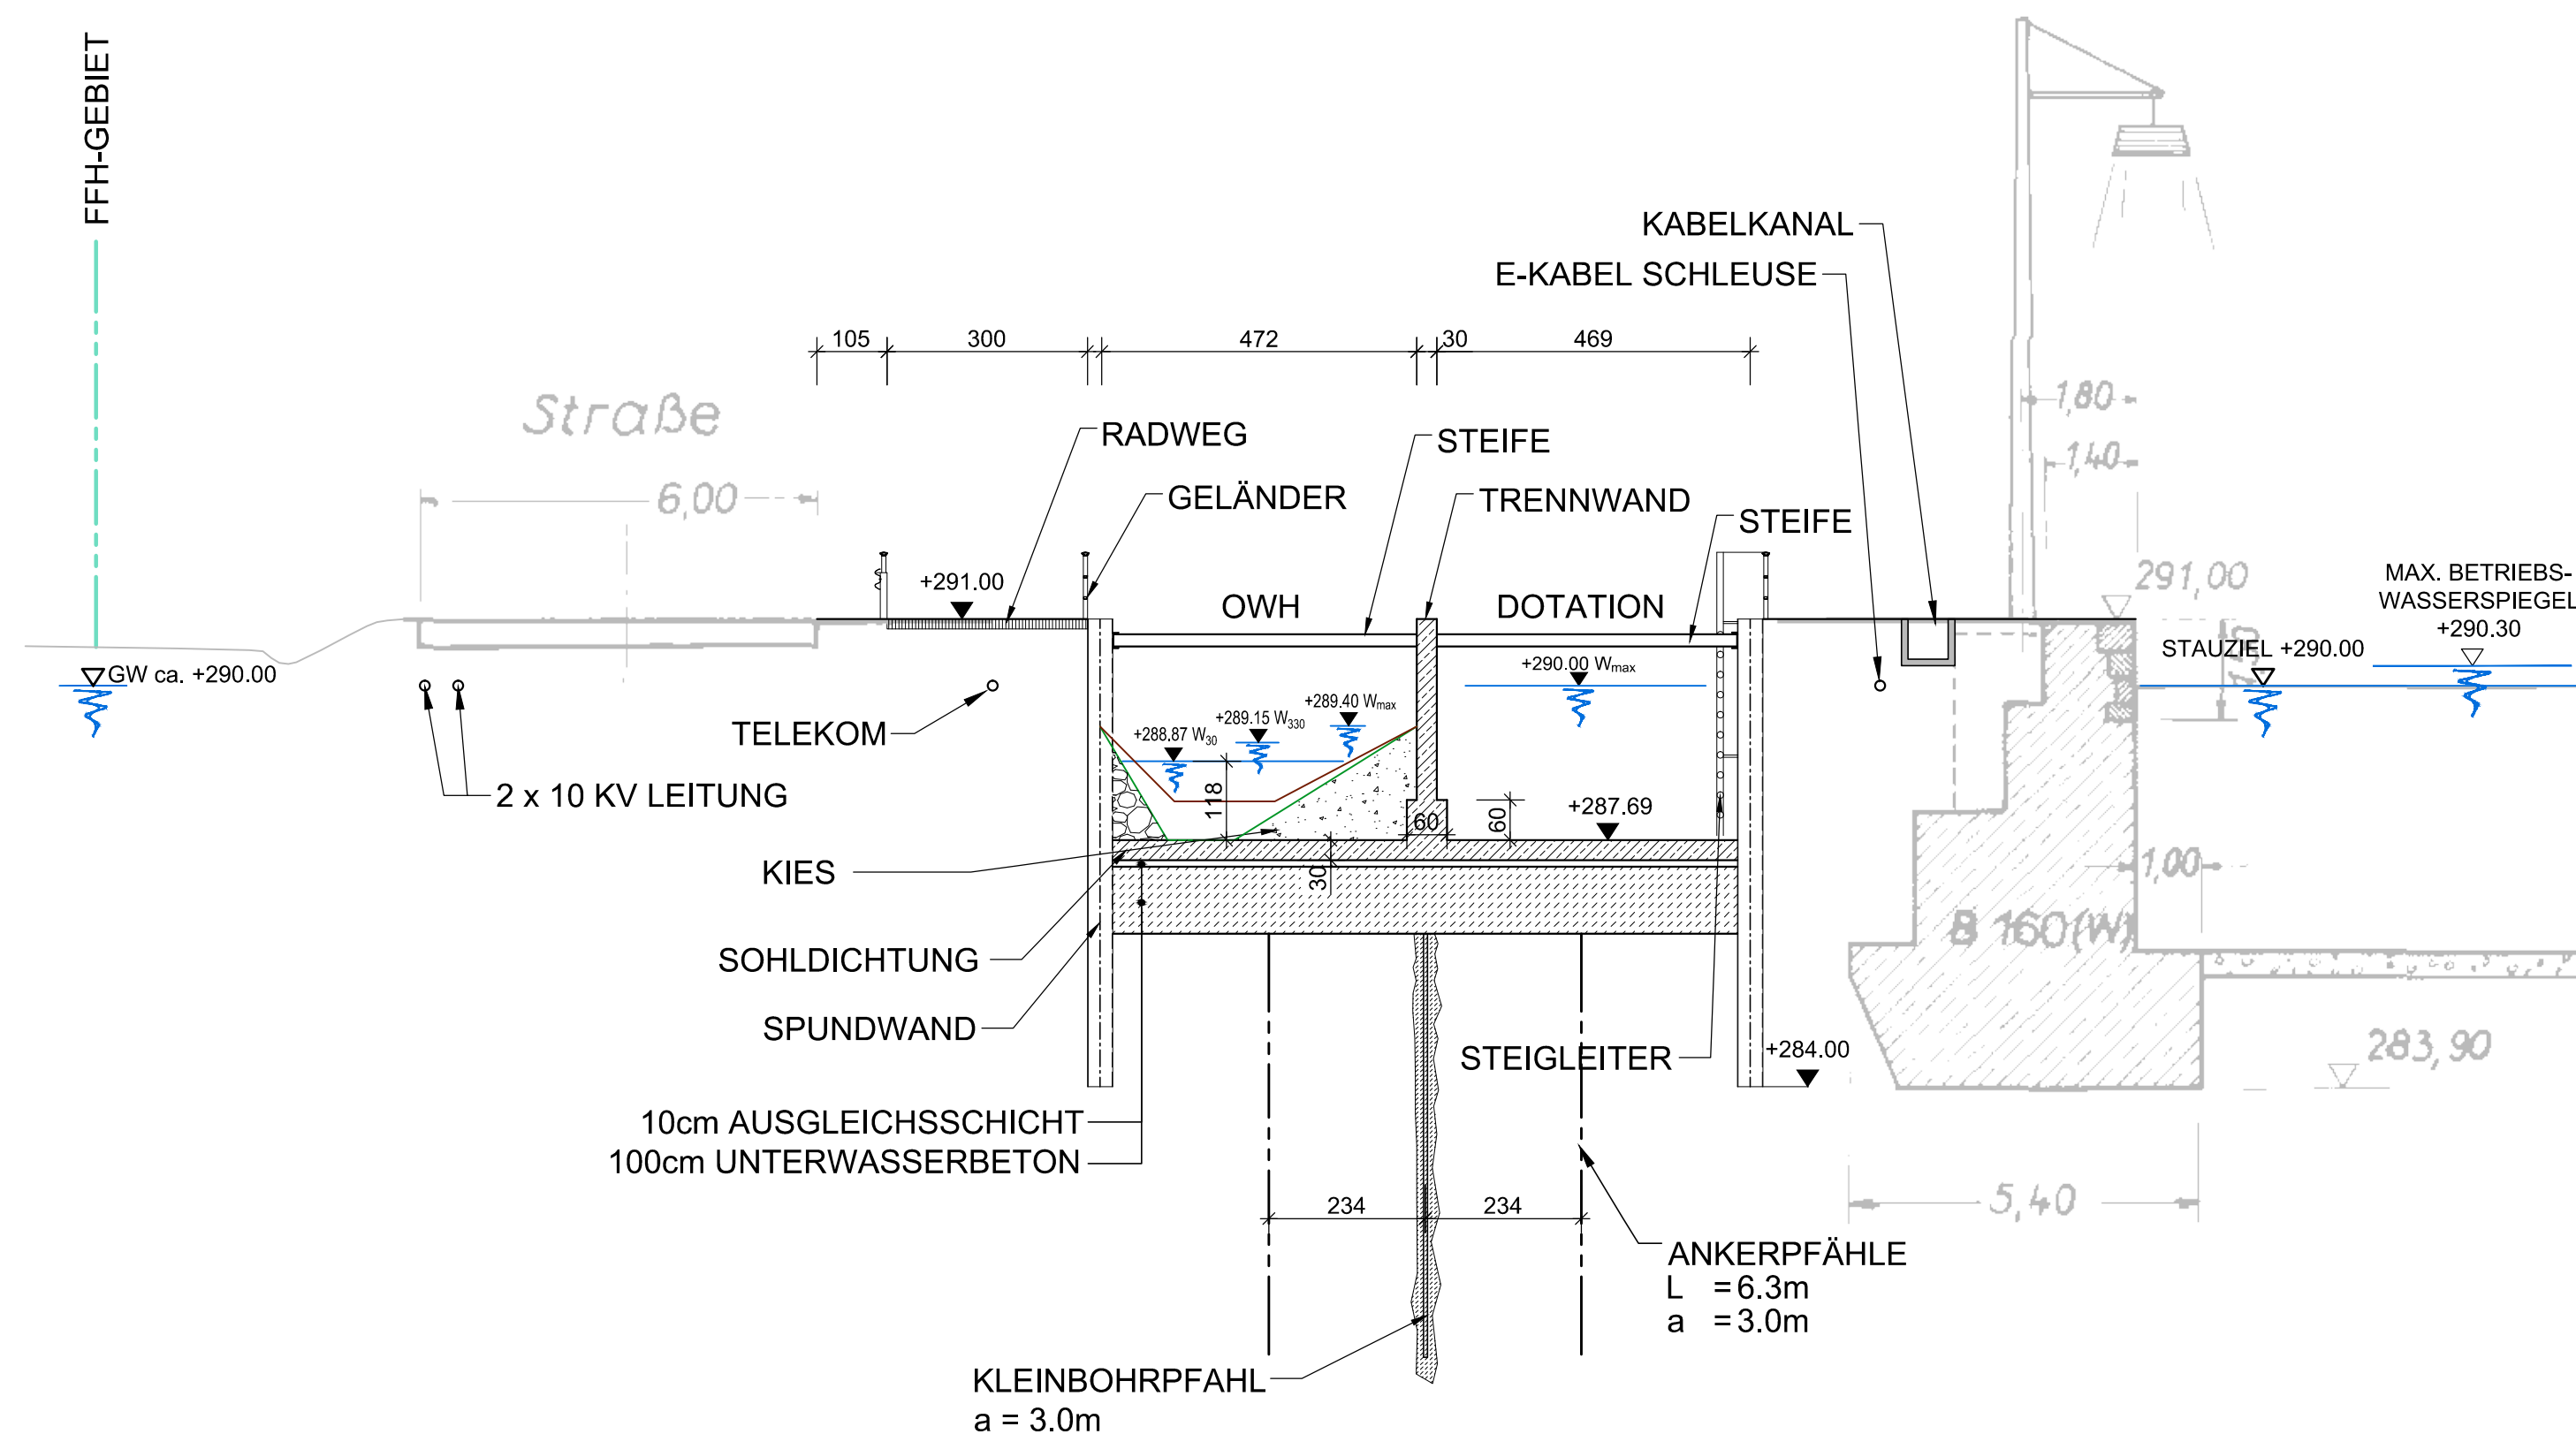 FFH-GEBIET
KABELKANAL
E-KABEL SCHLEUSE
105
300
472
30
469
1,80
Straße
RADWEG
STEIFE
1,40
6,00
GELÄNDER
TRENNWAND
STEIFE
+291.00
OWH
DOTATION
291,00
MAX. BETRIEBS-
WASSERSPIEGEL
+290.30
GW ca. +290.00
+290.00 Wmax
STAUZIEL +290.00
+289.40 Wmax
+289.15 W330
+288.87 W30
TELEKOM
2 x 10 KV LEITUNG
118
60
60
+287.69
KIES
30
1,00
B 160(W)
SOHLDICHTUNG
SPUNDWAND
STEIGLEITER
+284.00
283,90
10cm AUSGLEICHSSCHICHT
100cm UNTERWASSERBETON
234
234
5,40
ANKERPFÄHLE
L = 6.3m
a = 3.0m
KLEINBOHRPFAHL
a = 3.0m